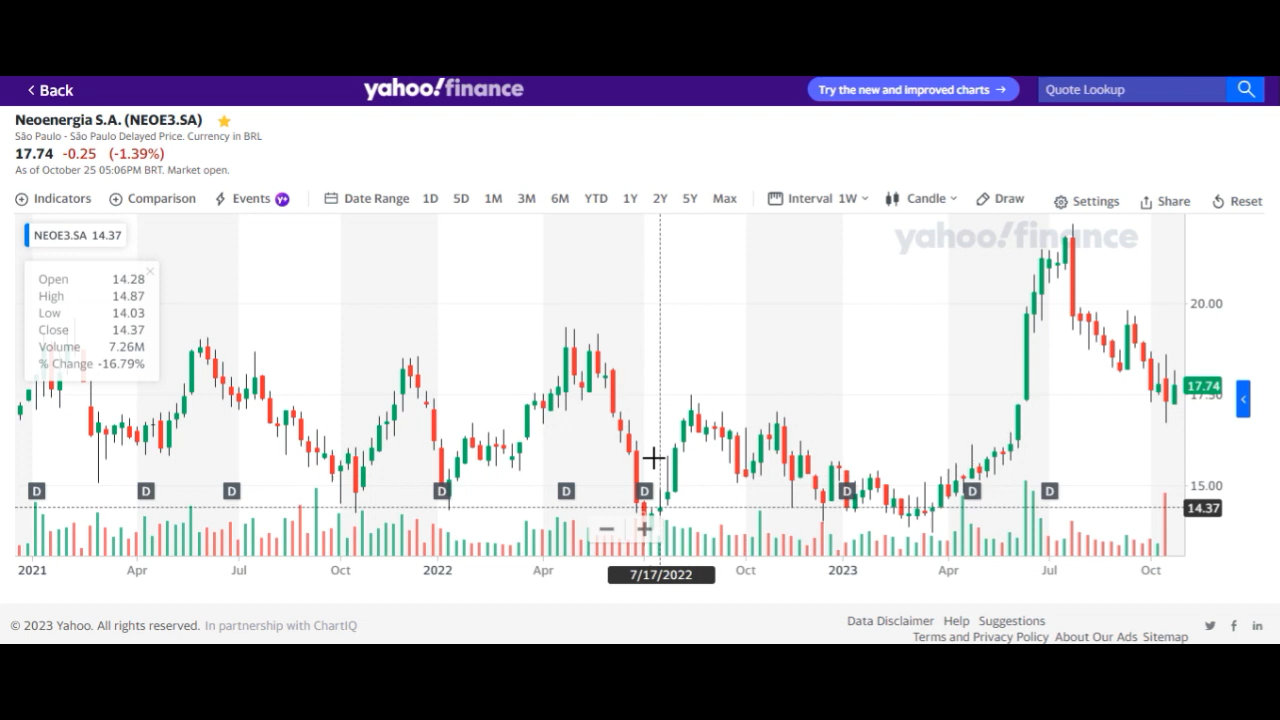 Back
yahoo!finance
Try the new and improved charts →
Quote Lookup
Neoenergia S.A. (NEOE3.SA)
São Paulo - São Paulo Delayed Price. Currency in BRL
17.74 -0.25 (-1.39%)
As of October 25 05:06PM BRT. Market open.
Indicators Comparison Events Y+ Date Range 1D 5D 1M 3M 6M YTD 1Y 2Y 5Y Max Interval 1W Candle Draw Settings Share Reset
NEOE3.SA 14.37
yahoo!finance
Open 14.28
High 14.87
Low 14.03
Close 14.37
Volume 7.26M
% Change -16.79%
20.00
17.74
17.50
15.00
D D D D D D D D D
14.37
2021 Apr Jul Oct 2022 Apr 7/17/2022 Oct 2023 Apr Jul Oct
© 2023 Yahoo. All rights reserved. In partnership with ChartIQ
Data Disclaimer Help Suggestions
Terms and Privacy Policy About Our Ads Sitemap